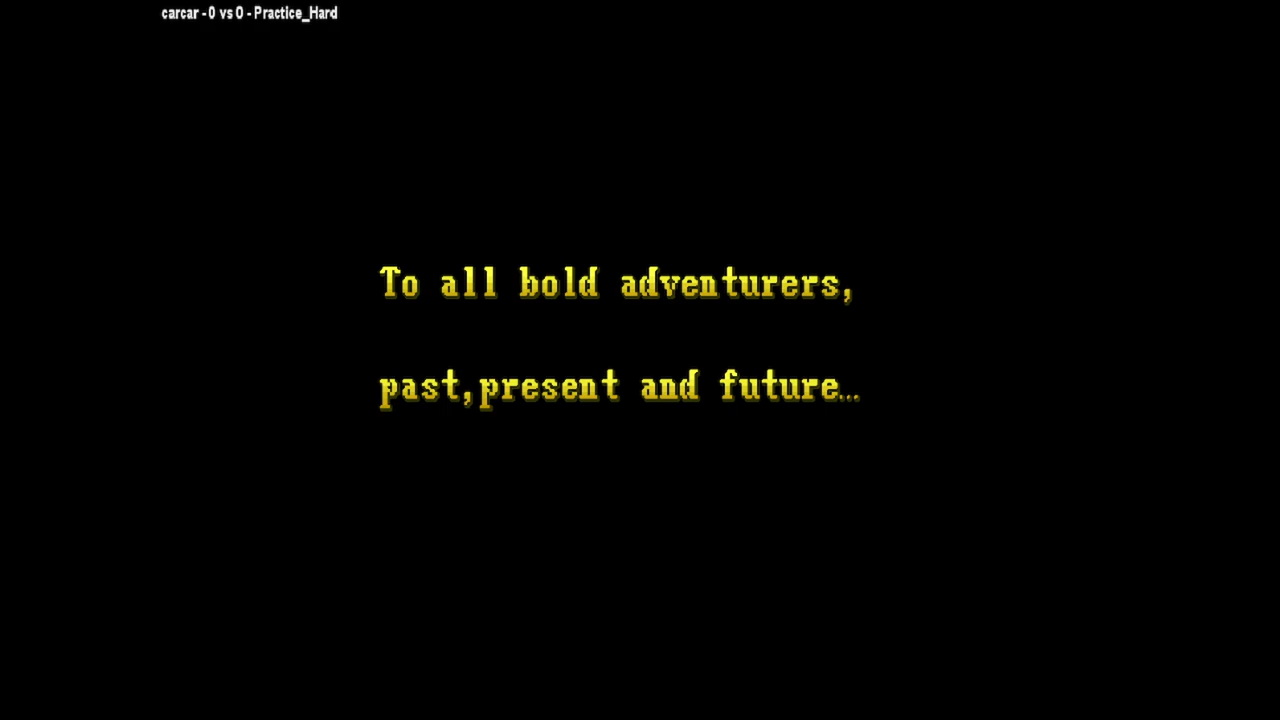 carcar - 0 vs 0 - Practice_Hard
To all bold adventurers,
past,present and future...